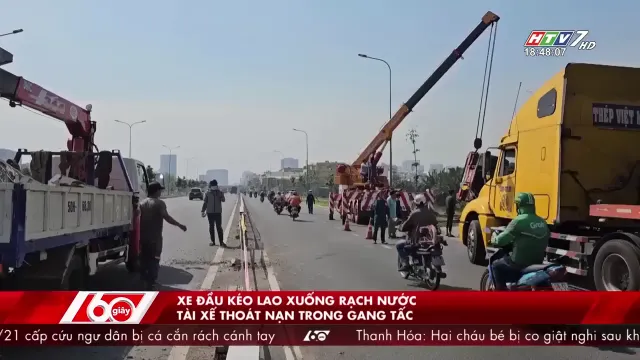 HTV7 HD
18:48:07
THÉP VIỆT
60 giây
XE ĐẦU KÉO LAO XUỐNG RẠCH NƯỚC
TÀI XẾ THOÁT NẠN TRONG GANG TẤC
/21 cấp cứu ngư dân bị cá cắn rách cánh tay
60 giây
Thanh Hóa: Hai cháu bé bị co giật nghi sau kh